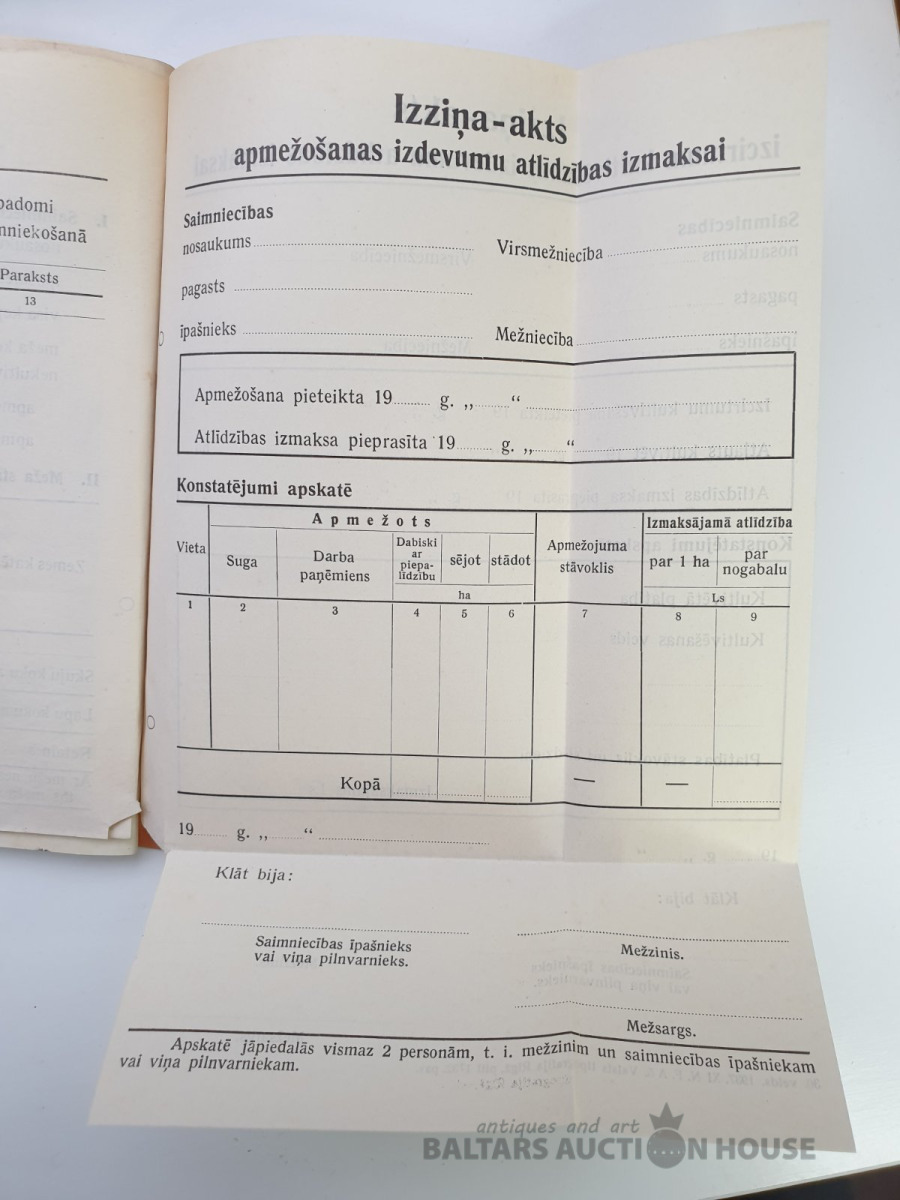 padomi
mniekošanā
Paraksts
13
Izziņa-akts
apmežošanas izdevumu atlīdzības izmaksai
Saimniecības
nosaukums
Virsmežniecība
pagasts
īpašnieks
Mežniecība
Apmežošana pieteikta 19 g. „ “
Atlīdzības izmaksa pieprasīta 19 g. „ “
Konstatējumi apskatē
Vieta
Apmežots
Suga
Darba paņēmiens
Dabiski ar piepa-līdzību
sējot
stādot
ha
Apmežojuma stāvoklis
Izmaksājamā atlīdzība
par 1 ha
par nogabalu
Ls
1 2 3 4 5 6 7 8 9
Kopā — —
19 g. „ “
Klāt bija:
Saimniecības īpašnieks
vai viņa pilnvarnieks.
Mežzinis.
Mežsargs.
Apskatē jāpiedalās vismaz 2 personām, t. i. mežzinim un saimniecības īpašniekam
vai viņa pilnvarniekam.
antiques and art
BALTARS AUCTION HOUSE